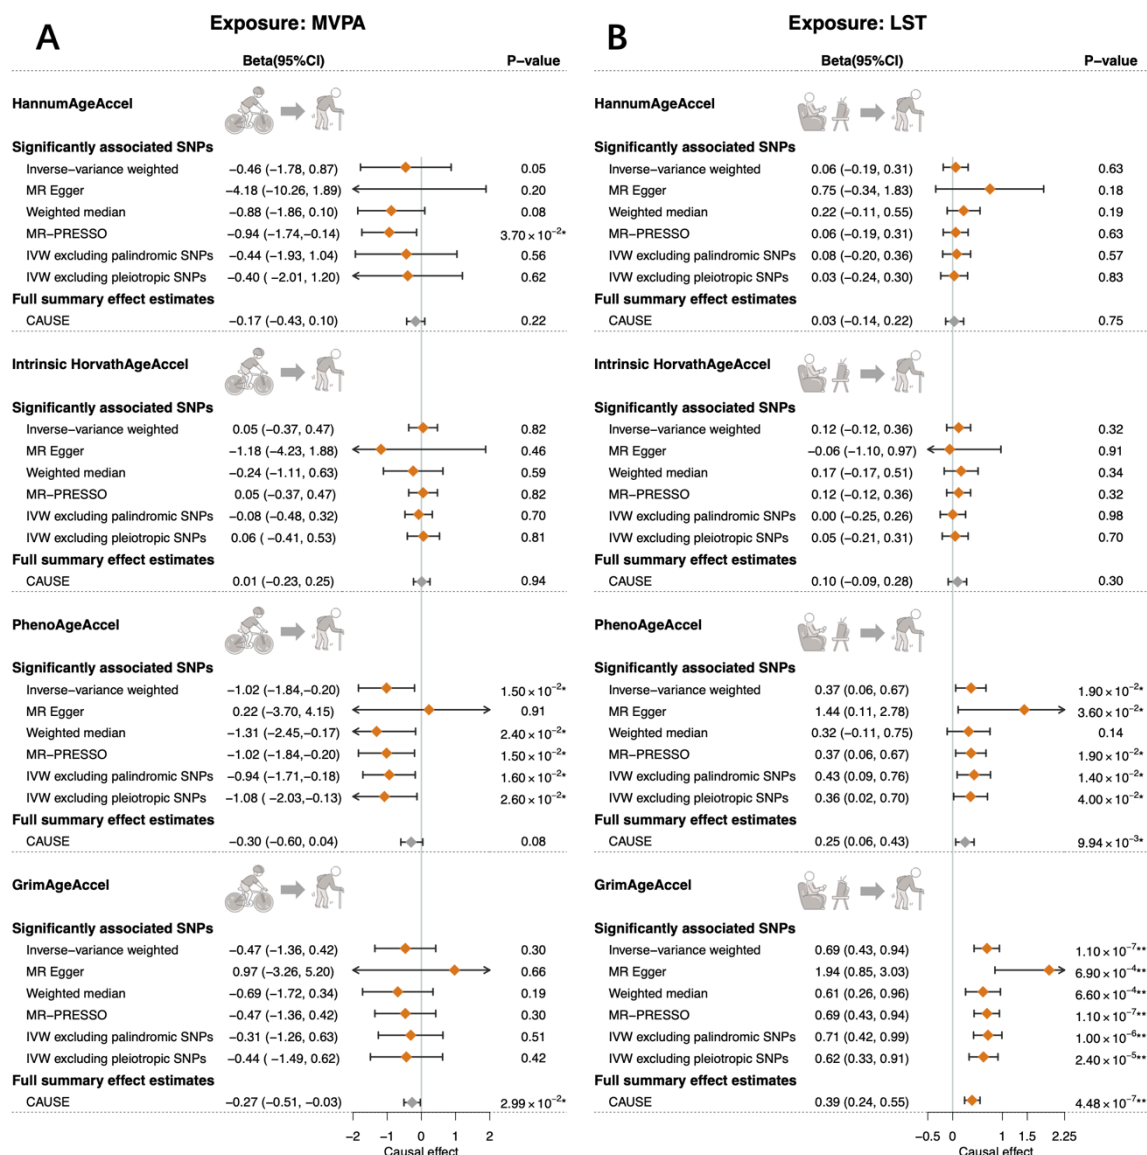 A
Exposure: MVPA
Beta(95%CI) P−value
HannumAgeAccel
Significantly associated SNPs
Inverse−variance weighted −0.46 (−1.78, 0.87) 0.05
MR Egger −4.18 (−10.26, 1.89) 0.20
Weighted median −0.88 (−1.86, 0.10) 0.08
MR−PRESSO −0.94 (−1.74,−0.14) 3.70×10⁻²*
IVW excluding palindromic SNPs −0.44 (−1.93, 1.04) 0.56
IVW excluding pleiotropic SNPs −0.40 ( −2.01, 1.20) 0.62
Full summary effect estimates
CAUSE −0.17 (−0.43, 0.10) 0.22
Intrinsic HorvathAgeAccel
Significantly associated SNPs
Inverse−variance weighted 0.05 (−0.37, 0.47) 0.82
MR Egger −1.18 (−4.23, 1.88) 0.46
Weighted median −0.24 (−1.11, 0.63) 0.59
MR−PRESSO 0.05 (−0.37, 0.47) 0.82
IVW excluding palindromic SNPs −0.08 (−0.48, 0.32) 0.70
IVW excluding pleiotropic SNPs 0.06 (−0.41, 0.53) 0.81
Full summary effect estimates
CAUSE 0.01 (−0.23, 0.25) 0.94
PhenoAgeAccel
Significantly associated SNPs
Inverse−variance weighted −1.02 (−1.84,−0.20) 1.50×10⁻²*
MR Egger 0.22 (−3.70, 4.15) 0.91
Weighted median −1.31 (−2.45,−0.17) 2.40×10⁻²*
MR−PRESSO −1.02 (−1.84,−0.20) 1.50×10⁻²*
IVW excluding palindromic SNPs −0.94 (−1.71,−0.18) 1.60×10⁻²*
IVW excluding pleiotropic SNPs −1.08 ( −2.03,−0.13) 2.60×10⁻²*
Full summary effect estimates
CAUSE −0.30 (−0.60, 0.04) 0.08
GrimAgeAccel
Significantly associated SNPs
Inverse−variance weighted −0.47 (−1.36, 0.42) 0.30
MR Egger 0.97 (−3.26, 5.20) 0.66
Weighted median −0.69 (−1.72, 0.34) 0.19
MR−PRESSO −0.47 (−1.36, 0.42) 0.30
IVW excluding palindromic SNPs −0.31 (−1.26, 0.63) 0.51
IVW excluding pleiotropic SNPs −0.44 ( −1.49, 0.62) 0.42
Full summary effect estimates
CAUSE −0.27 (−0.51, −0.03) 2.99×10⁻²*
−2 −1 0 1 2
Causal effect
B
Exposure: LST
Beta(95%CI) P−value
HannumAgeAccel
Significantly associated SNPs
Inverse−variance weighted 0.06 (−0.19, 0.31) 0.63
MR Egger 0.75 (−0.34, 1.83) 0.18
Weighted median 0.22 (−0.11, 0.55) 0.19
MR−PRESSO 0.06 (−0.19, 0.31) 0.63
IVW excluding palindromic SNPs 0.08 (−0.20, 0.36) 0.57
IVW excluding pleiotropic SNPs 0.03 (−0.24, 0.30) 0.83
Full summary effect estimates
CAUSE 0.03 (−0.14, 0.22) 0.75
Intrinsic HorvathAgeAccel
Significantly associated SNPs
Inverse−variance weighted 0.12 (−0.12, 0.36) 0.32
MR Egger −0.06 (−1.10, 0.97) 0.91
Weighted median 0.17 (−0.17, 0.51) 0.34
MR−PRESSO 0.12 (−0.12, 0.36) 0.32
IVW excluding palindromic SNPs 0.00 (−0.25, 0.26) 0.98
IVW excluding pleiotropic SNPs 0.05 (−0.21, 0.31) 0.70
Full summary effect estimates
CAUSE 0.10 (−0.09, 0.28) 0.30
PhenoAgeAccel
Significantly associated SNPs
Inverse−variance weighted 0.37 (0.06, 0.67) 1.90×10⁻²*
MR Egger 1.44 (0.11, 2.78) 3.60×10⁻²*
Weighted median 0.32 (−0.11, 0.75) 0.14
MR−PRESSO 0.37 (0.06, 0.67) 1.90×10⁻²*
IVW excluding palindromic SNPs 0.43 (0.09, 0.76) 1.40×10⁻²*
IVW excluding pleiotropic SNPs 0.36 (0.02, 0.70) 4.00×10⁻²*
Full summary effect estimates
CAUSE 0.25 (0.06, 0.43) 9.94×10⁻³*
GrimAgeAccel
Significantly associated SNPs
Inverse−variance weighted 0.69 (0.43, 0.94) 1.10×10⁻⁷**
MR Egger 1.94 (0.85, 3.03) 6.90×10⁻⁴**
Weighted median 0.61 (0.26, 0.96) 6.60×10⁻⁴**
MR−PRESSO 0.69 (0.43, 0.94) 1.10×10⁻⁷**
IVW excluding palindromic SNPs 0.71 (0.42, 0.99) 1.00×10⁻⁶**
IVW excluding pleiotropic SNPs 0.62 (0.33, 0.91) 2.40×10⁻⁵**
Full summary effect estimates
CAUSE 0.39 (0.24, 0.55) 4.48×10⁻⁷**
−0.5 0 1 1.5 2.25
Causal effect